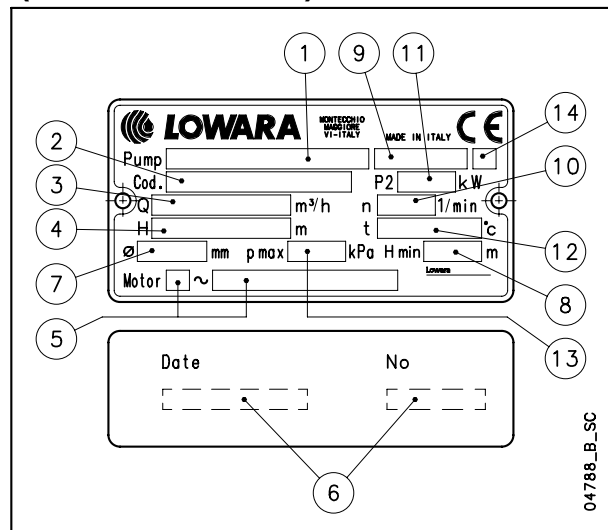 1 9 11
LOWARA MONTECCHIO MAGGIORE VI-ITALY MADE IN ITALY CE 14
2 Pump
Cod. P2 kW 10
3 Q m³/h n 1/min
4 H m t °c 12
ø mm p max kPa H min m
7 Motor ~ Lowara 8
5 13
Date No
6
04788_B_SC